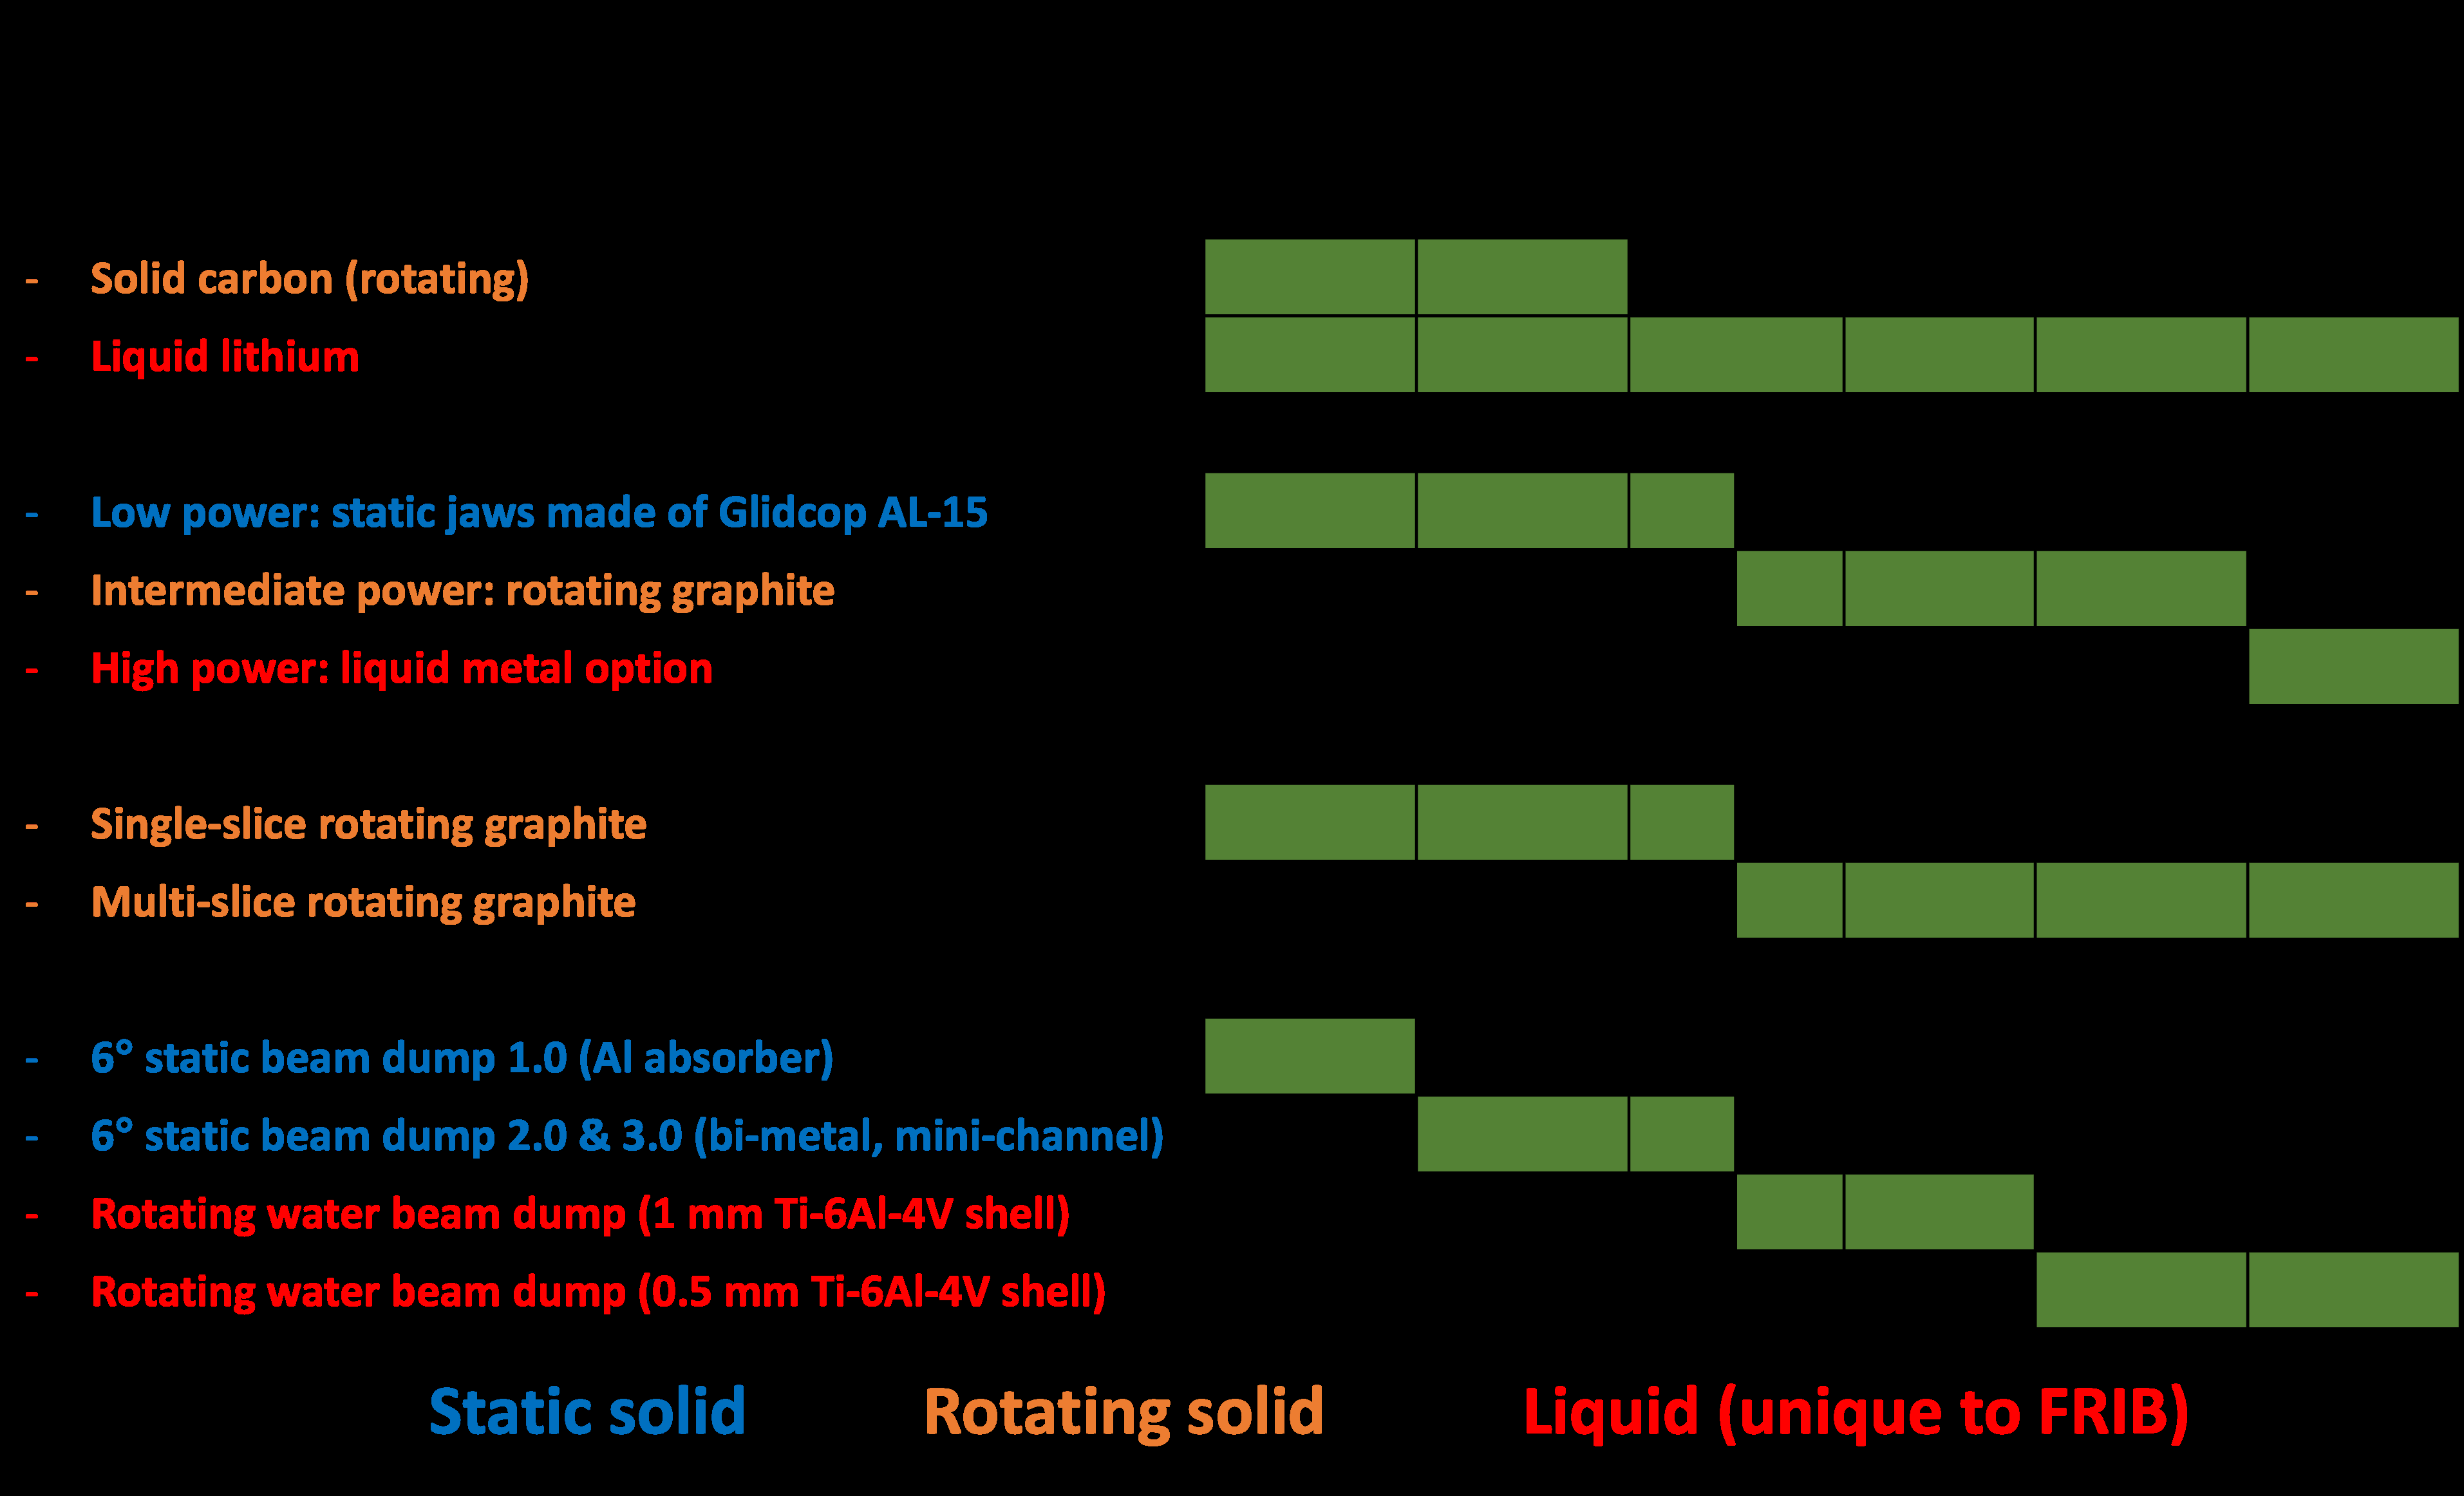 - Solid carbon (rotating)
- Liquid lithium
- Low power: static jaws made of Glidcop AL-15
- Intermediate power: rotating graphite
- High power: liquid metal option
- Single-slice rotating graphite
- Multi-slice rotating graphite
- 6° static beam dump 1.0 (Al absorber)
- 6° static beam dump 2.0 & 3.0 (bi-metal, mini-channel)
- Rotating water beam dump (1 mm Ti-6Al-4V shell)
- Rotating water beam dump (0.5 mm Ti-6Al-4V shell)
Static solid Rotating solid Liquid (unique to FRIB)